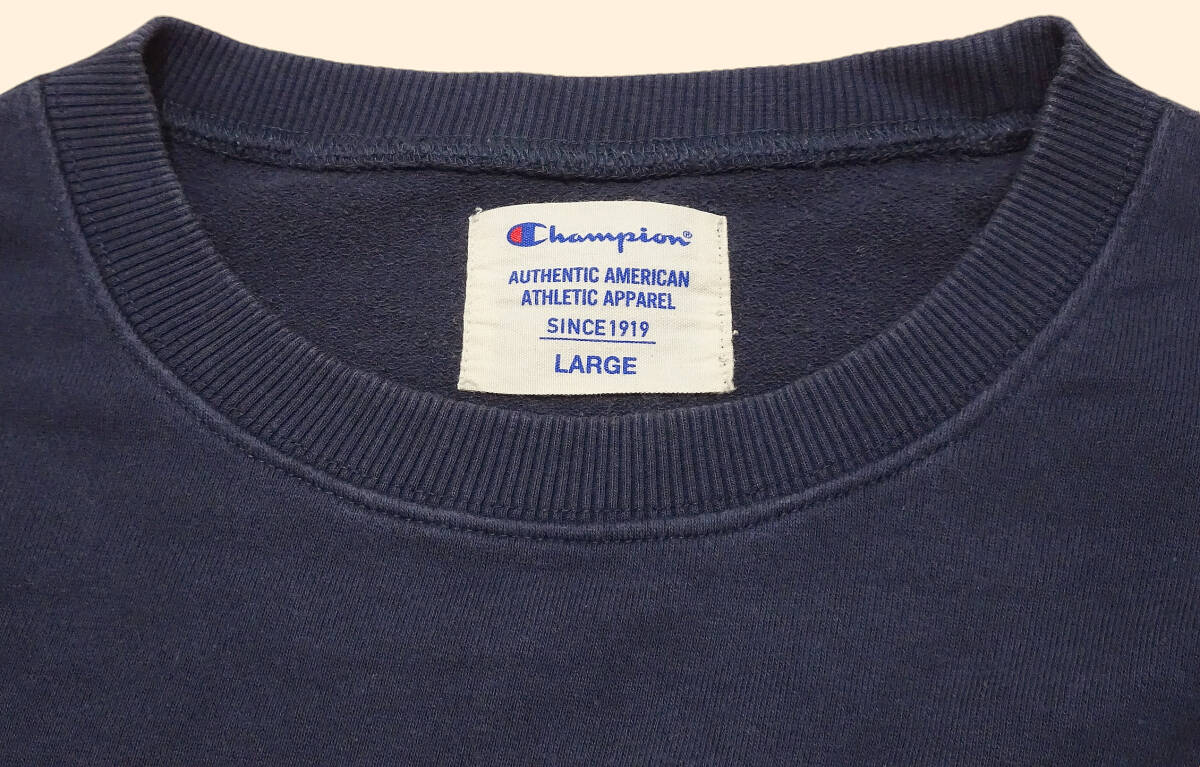 Champion®
AUTHENTIC AMERICAN
ATHLETIC APPAREL
SINCE 1919
LARGE